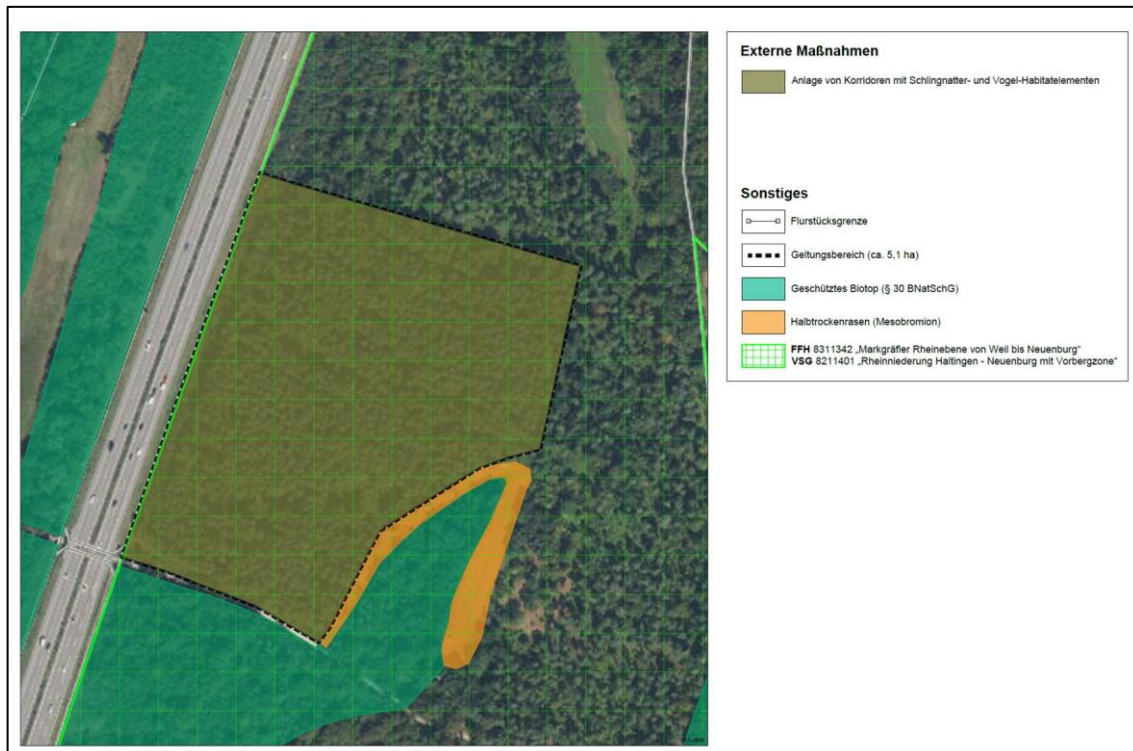 Externe Maßnahmen
Anlage von Korridoren mit Schlingnatter- und Vogel-Habitatelementen
Sonstiges
Flurstücksgrenze
Geltungsbereich (ca. 5,1 ha)
Geschütztes Biotop (§ 30 BNatSchG)
Halbtrockenrasen (Mesobromion)
FFH 8311342 „Markgräfler Rheinebene von Weil bis Neuenburg“
VSG 8211401 „Rheinniederung Haltingen - Neuenburg mit Vorbergzone“